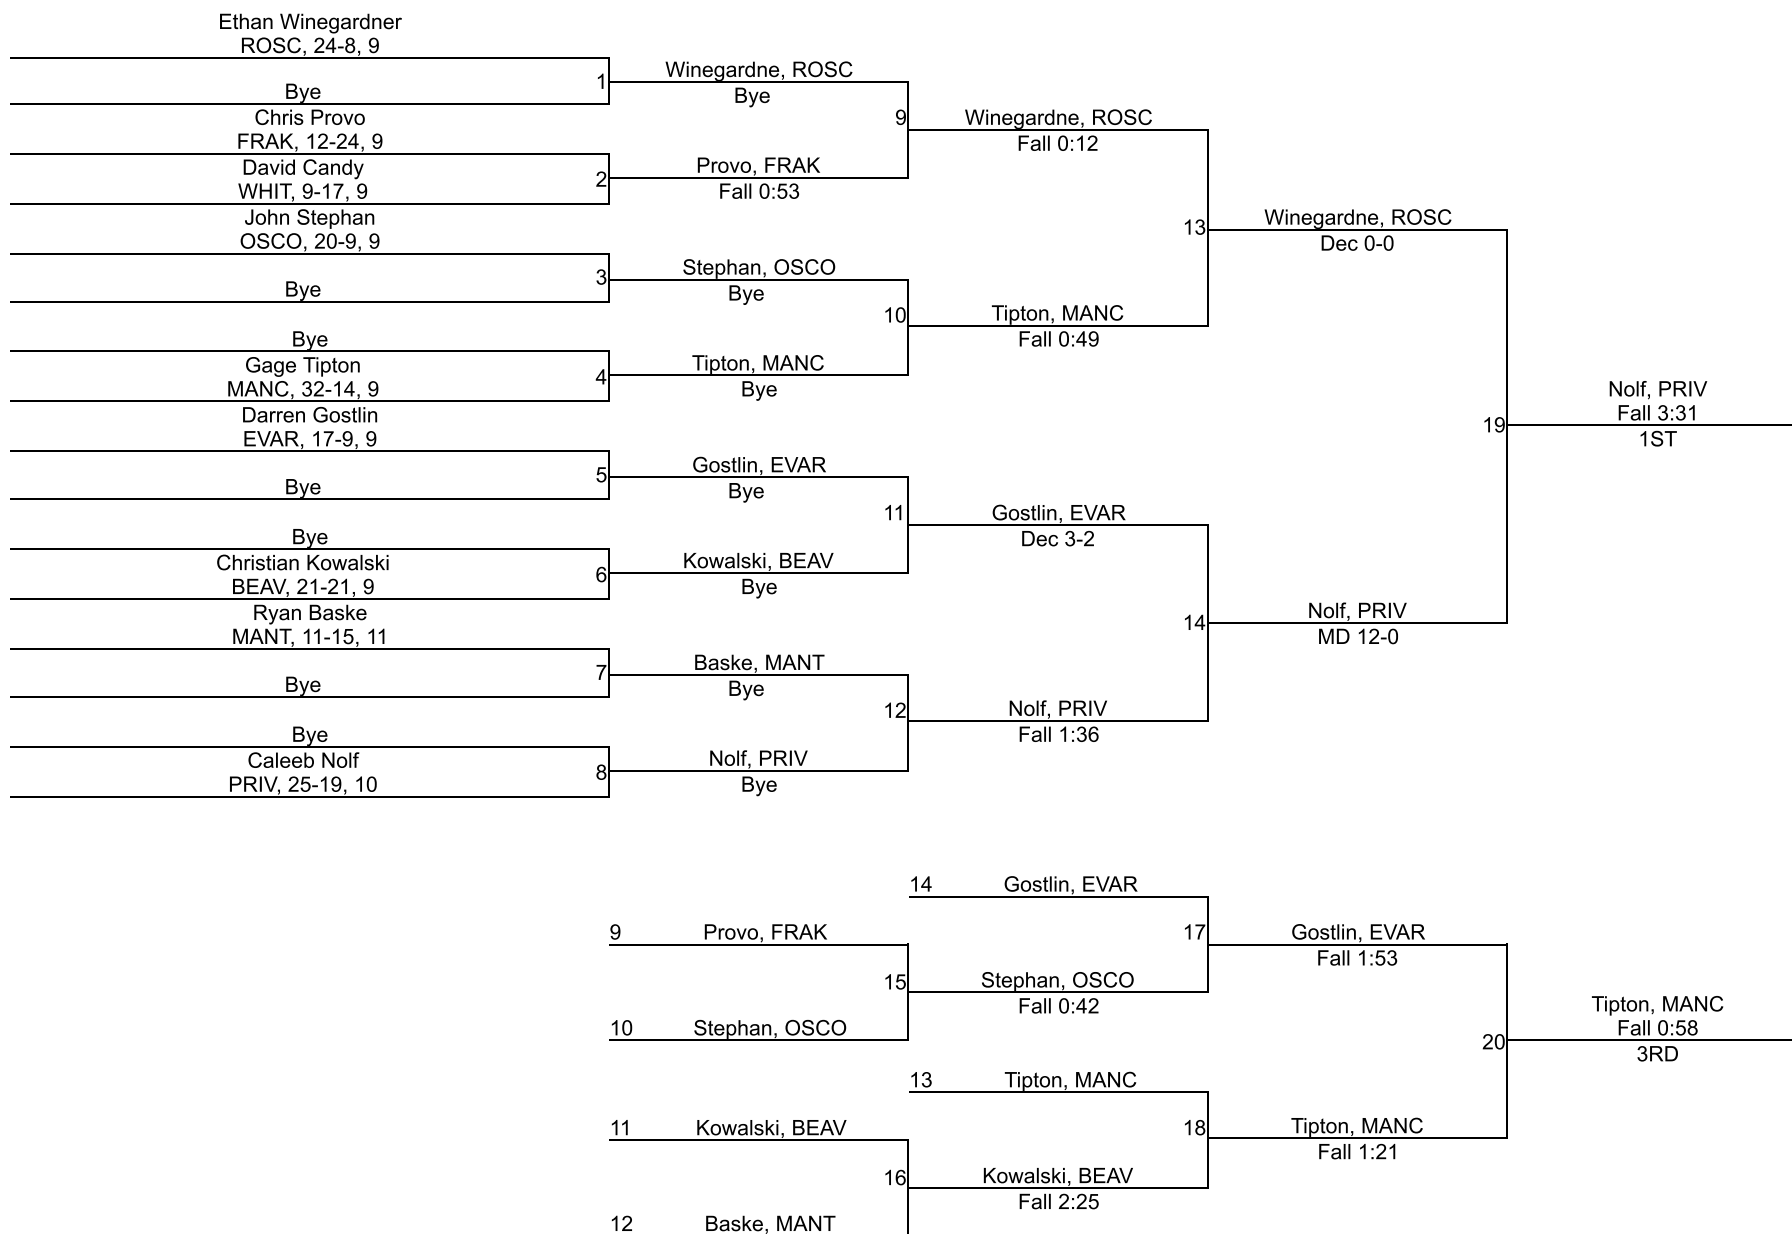 Ethan Winegardner
ROSC, 24-8, 9
Bye
1
Chris Provo
FRAK, 12-24, 9
David Candy
WHIT, 9-17, 9
2
John Stephan
OSCO, 20-9, 9
Bye
3
Bye
Gage Tipton
MANC, 32-14, 9
4
Darren Gostlin
EVAR, 17-9, 9
Bye
5
Bye
Christian Kowalski
BEAV, 21-21, 9
6
Ryan Baske
MANT, 11-15, 11
Bye
7
Bye
Caleeb Nolf
PRIV, 25-19, 10
8
Winegardne, ROSC
Bye
9
Provo, FRAK
Fall 0:53
Stephan, OSCO
Bye
10
Tipton, MANC
Bye
Gostlin, EVAR
Bye
11
Kowalski, BEAV
Bye
Baske, MANT
Bye
12
Nolf, PRIV
Bye
Winegardne, ROSC
Fall 0:12
13
Tipton, MANC
Fall 0:49
Gostlin, EVAR
Dec 3-2
14
Nolf, PRIV
Fall 1:36
Winegardne, ROSC
Dec 0-0
19
Nolf, PRIV
MD 12-0
Nolf, PRIV
Fall 3:31
1ST
14 Gostlin, EVAR
9 Provo, FRAK
15
10 Stephan, OSCO
17
Stephan, OSCO
Fall 0:42
13 Tipton, MANC
11 Kowalski, BEAV
16
12 Baske, MANT
18
Kowalski, BEAV
Fall 2:25
Gostlin, EVAR
Fall 1:53
20
Tipton, MANC
Fall 1:21
Tipton, MANC
Fall 0:58
3RD